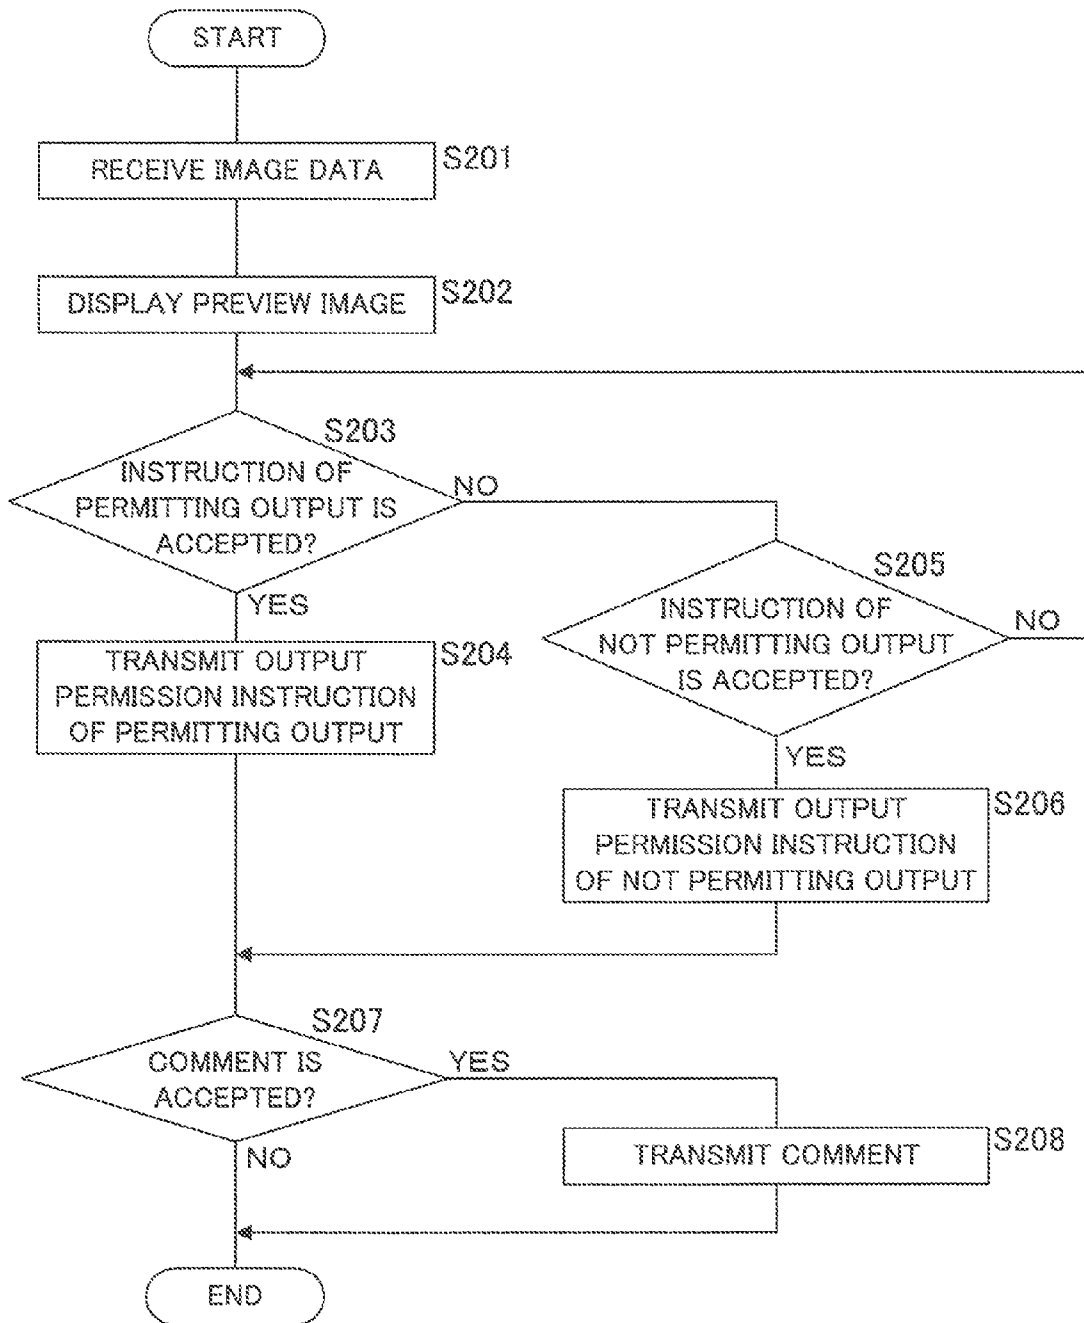 START
RECEIVE IMAGE DATA
S201
DISPLAY PREVIEW IMAGE
S202
S203
INSTRUCTION OF
PERMITTING OUTPUT IS
ACCEPTED?
NO
YES
S204
TRANSMIT OUTPUT
PERMISSION INSTRUCTION
OF PERMITTING OUTPUT
S205
INSTRUCTION OF
NOT PERMITTING OUTPUT
IS ACCEPTED?
NO
YES
S206
TRANSMIT OUTPUT
PERMISSION INSTRUCTION
OF NOT PERMITTING OUTPUT
S207
COMMENT IS
ACCEPTED?
YES
NO
S208
TRANSMIT COMMENT
END